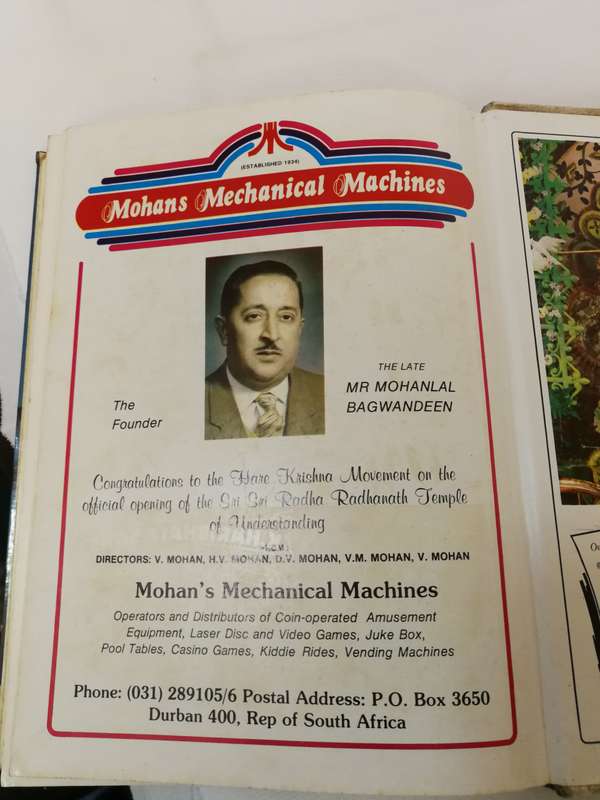 (ESTABLISHED 1934)
Mohans Mechanical Machines
The
Founder
THE LATE
MR MOHANLAL
BAGWANDEEN
Congratulations to the Hare Krishna Movement on the
official opening of the Sri Sri Radha Radhanath Temple
of Understanding
DIRECTORS: V. MOHAN, H.V. MOHAN, D.V. MOHAN, V.M. MOHAN, V. MOHAN
Mohan's Mechanical Machines
Operators and Distributors of Coin-operated Amusement
Equipment, Laser Disc and Video Games, Juke Box,
Pool Tables, Casino Games, Kiddie Rides, Vending Machines
Phone: (031) 289105/6 Postal Address: P.O. Box 3650
Durban 400, Rep of South Africa